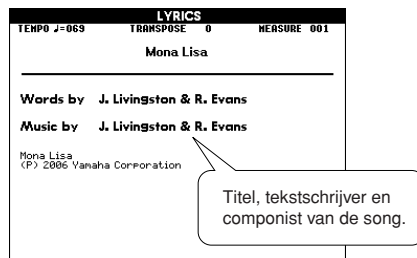 LYRICS
TEMPO ♩=069 TRANSPOSE 0 MEASURE 001
Mona Lisa
Words by J. Livingston & R. Evans
Music by J. Livingston & R. Evans
Mona Lisa
(P) 2006 Yamaha Corporation
Titel, tekstschrijver en
componist van de song.